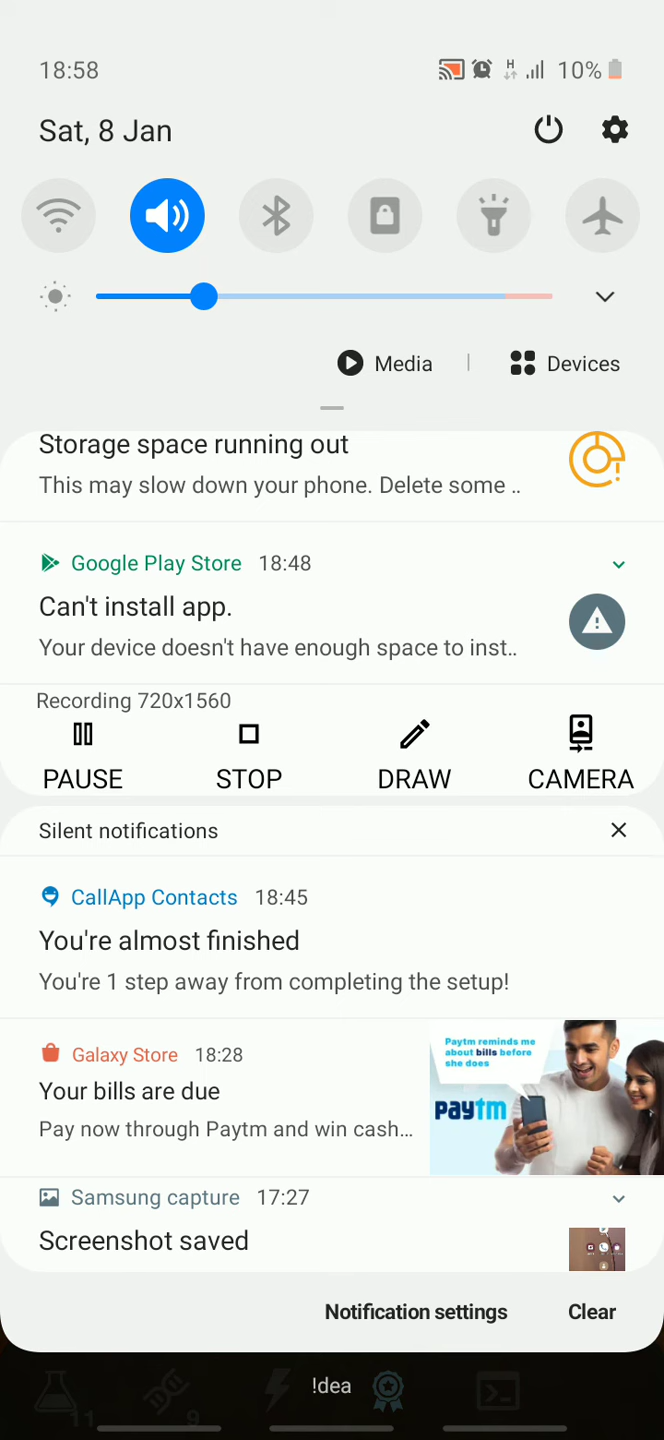 18:58
H
10%
Sat, 8 Jan
Media
Devices
Storage space running out
This may slow down your phone. Delete some ..
Google Play Store 18:48
Can't install app.
Your device doesn't have enough space to inst..
Recording 720x1560
PAUSE STOP DRAW CAMERA
Silent notifications
CallApp Contacts 18:45
You're almost finished
You're 1 step away from completing the setup!
Galaxy Store 18:28
Your bills are due
Pay now through Paytm and win cash...
Paytm reminds me
about bills before
she does
paytm
Samsung capture 17:27
Screenshot saved
Notification settings Clear
!dea
11
9